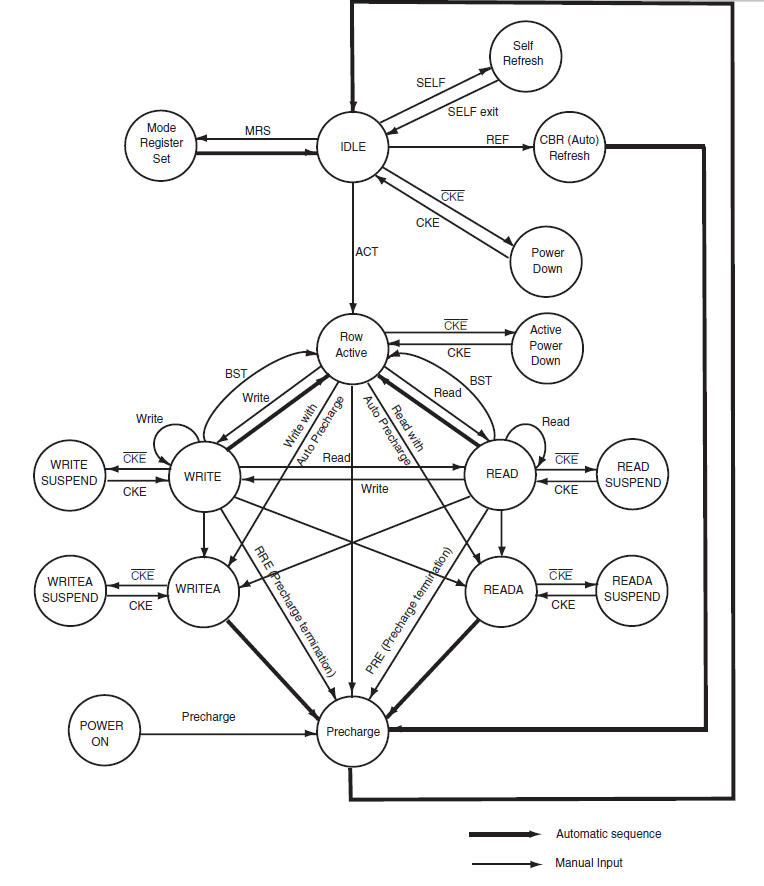 Self
Refresh
SELF
SELF exit
Mode
Register
Set
MRS
IDLE
REF
CBR (Auto)
Refresh
CKE
CKE
Power
Down
ACT
Row
Active
CKE
CKE
Active
Power
Down
BST
Write
Write with
Auto Precharge
Read with
Auto Precharge
Read
BST
Write
Read
WRITE
SUSPEND
CKE
CKE
WRITE
Read
Write
READ
CKE
CKE
READ
SUSPEND
WRITEA
SUSPEND
CKE
CKE
WRITEA
RRE (Precharge termination)
PRE (Precharge termination)
READA
CKE
CKE
READA
SUSPEND
POWER
ON
Precharge
Precharge
Automatic sequence
Manual Input